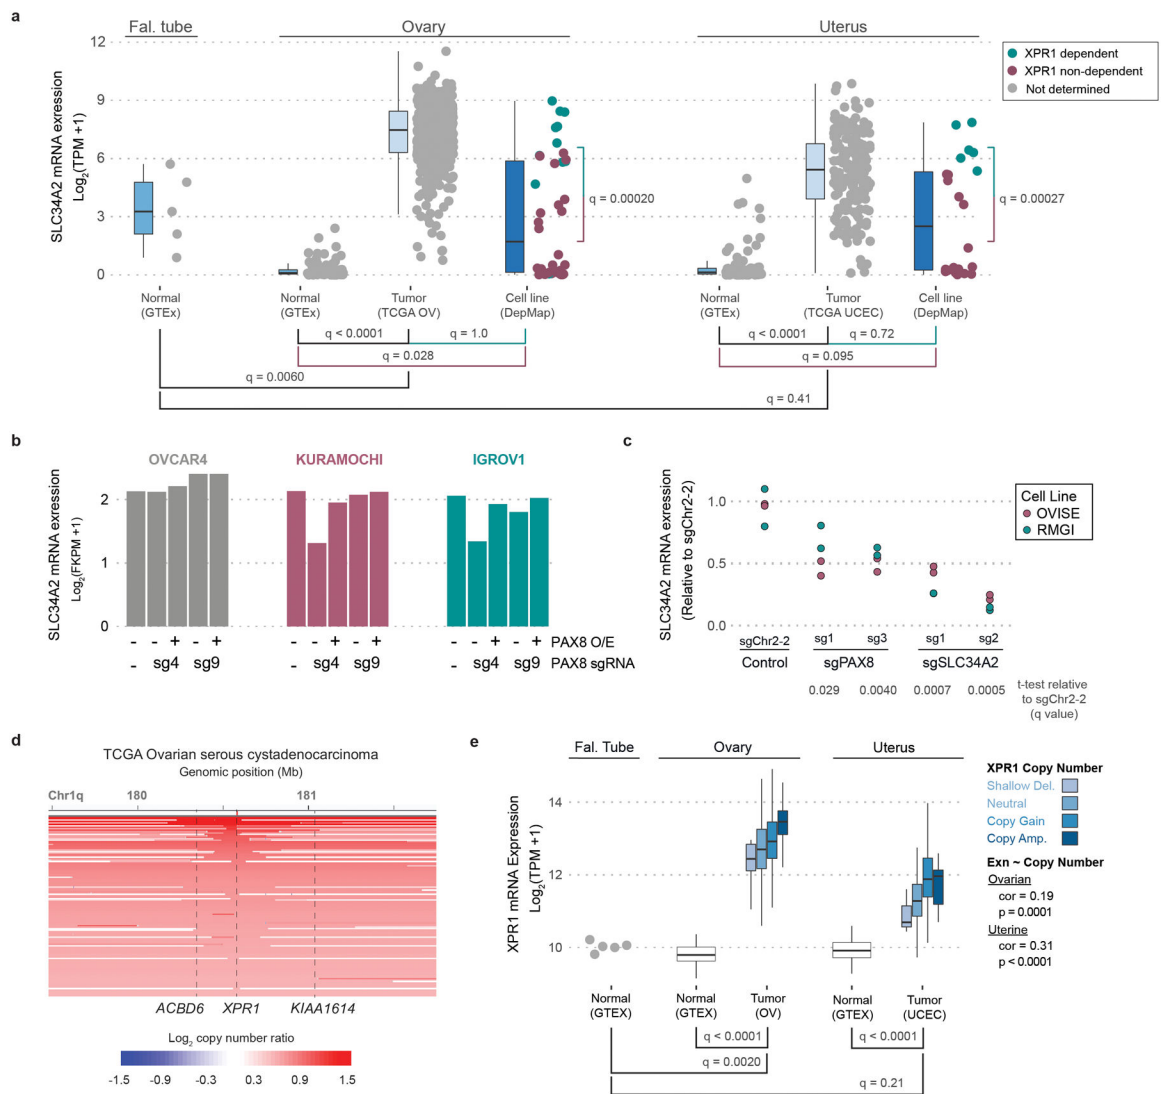 a
Fal. tube
Ovary
Uterus
SLC34A2 mRNA exression
Log2(TPM +1)
12
9
6
3
0
XPR1 dependent
XPR1 non-dependent
Not determined
q = 0.00020
q = 0.00027
Normal
(GTEx)
Normal
(GTEx)
Tumor
(TCGA OV)
Cell line
(DepMap)
Normal
(GTEx)
Tumor
(TCGA UCEC)
Cell line
(DepMap)
q < 0.0001
q = 1.0
q < 0.0001
q = 0.72
q = 0.028
q = 0.095
q = 0.0060
q = 0.41
b
OVCAR4
KURAMOCHI
IGROV1
SLC34A2 mRNA expression
Log2(FKPM +1)
2
1
0
- - + - + - - + - + - - + - + PAX8 O/E
- sg4 sg9 - sg4 sg9 - sg4 sg9 PAX8 sgRNA
c
SLC34A2 mRNA expression
(Relative to sgChr2-2)
1.0
0.5
0.0
Cell Line
OVISE
RMGI
sgChr2-2 sg1 sg3 sg1 sg2
Control sgPAX8 sgSLC34A2
0.029 0.0040 0.0007 0.0005
t-test relative
to sgChr2-2
(q value)
d
TCGA Ovarian serous cystadenocarcinoma
Genomic position (Mb)
Chr1q 180 181
ACBD6 XPR1 KIAA1614
Log2 copy number ratio
-1.5 -0.9 -0.3 0.3 0.9 1.5
e
Fal. Tube
Ovary
Uterus
XPR1 mRNA Expression
Log2(TPM +1)
14
12
10
XPR1 Copy Number
Shallow Del.
Neutral
Copy Gain
Copy Amp.
Exn ~ Copy Number
Ovarian
cor = 0.19
p = 0.0001
Uterine
cor = 0.31
p < 0.0001
Normal
(GTEX)
Normal
(GTEX)
Tumor
(OV)
Normal
(GTEX)
Tumor
(UCEC)
q < 0.0001
q < 0.0001
q = 0.0020
q = 0.21